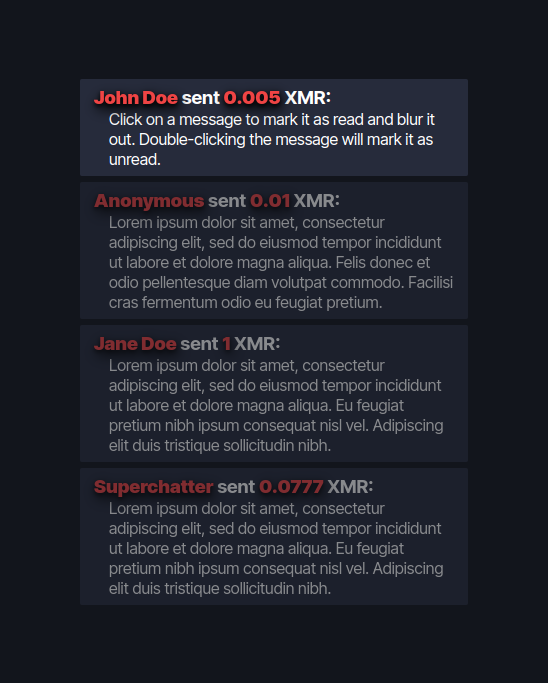 John Doe sent 0.005 XMR:
Click on a message to mark it as read and blur it
out. Double-clicking the message will mark it as
unread.
Anonymous sent 0.01 XMR:
Lorem ipsum dolor sit amet, consectetur
adipiscing elit, sed do eiusmod tempor incididunt
ut labore et dolore magna aliqua. Felis donec et
odio pellentesque diam volutpat commodo. Facilisi
cras fermentum odio eu feugiat pretium.
Jane Doe sent 1 XMR:
Lorem ipsum dolor sit amet, consectetur
adipiscing elit, sed do eiusmod tempor incididunt
ut labore et dolore magna aliqua. Eu feugiat
pretium nibh ipsum consequat nisl vel. Adipiscing
elit duis tristique sollicitudin nibh.
Superchatter sent 0.0777 XMR:
Lorem ipsum dolor sit amet, consectetur
adipiscing elit, sed do eiusmod tempor incididunt
ut labore et dolore magna aliqua. Eu feugiat
pretium nibh ipsum consequat nisl vel. Adipiscing
elit duis tristique sollicitudin nibh.